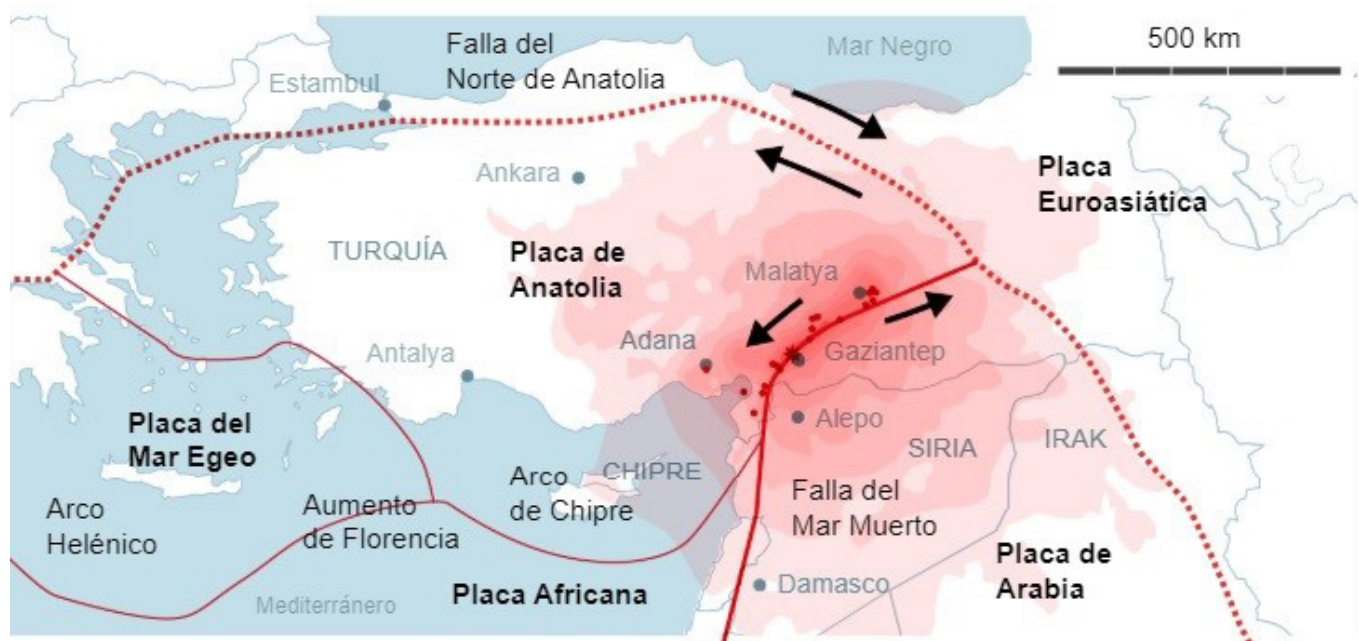 Falla del
Norte de Anatolia
Mar Negro
500 km
Estambul
Ankara
Placa
Euroasiática
TURQUÍA
Placa de
Anatolia
Malatya
Adana
Gaziantep
Antalya
Alepo
SIRIA
IRAK
Placa del
Mar Egeo
CHIPRE
Arco
de Chipre
Arco
Helénico
Aumento
de Florencia
Falla del
Mar Muerto
Placa de
Arabia
Placa Africana
Damasco
Mediterránero